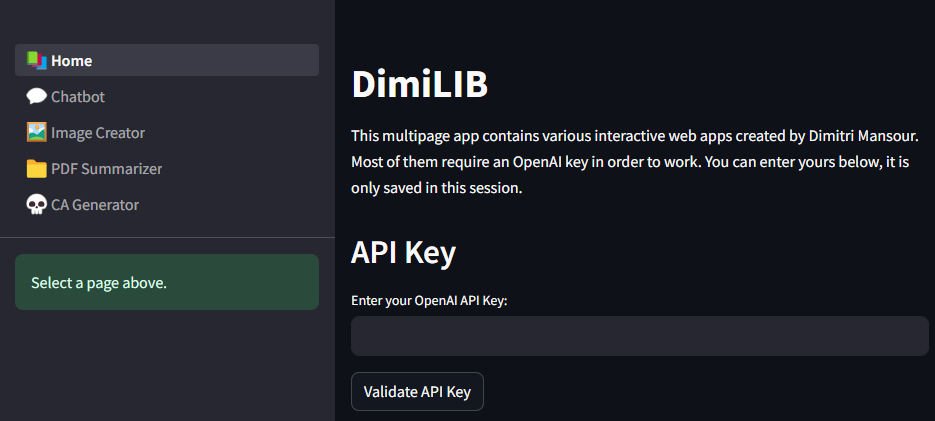 Home
Chatbot
Image Creator
PDF Summarizer
CA Generator
Select a page above.
DimiLIB
This multipage app contains various interactive web apps created by Dimitri Mansour.
Most of them require an OpenAI key in order to work. You can enter yours below, it is
only saved in this session.
API Key
Enter your OpenAI API Key:
Validate API Key